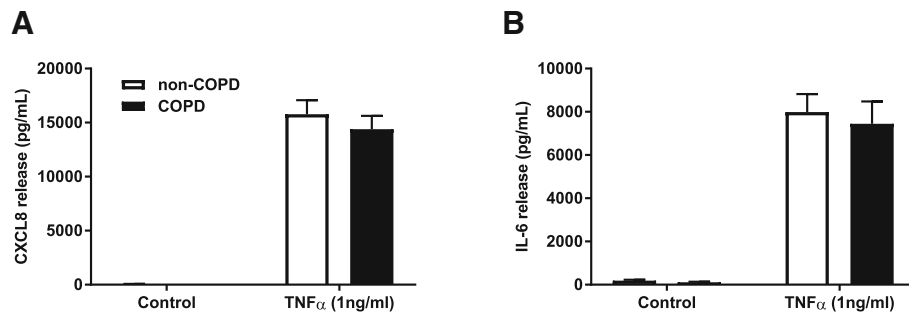 A
CXCL8 release (pg/mL)
20000
15000
10000
5000
0
non-COPD
COPD
Control
TNFα (1ng/ml)
B
IL-6 release (pg/mL)
10000
8000
6000
4000
2000
0
Control
TNFα (1ng/ml)